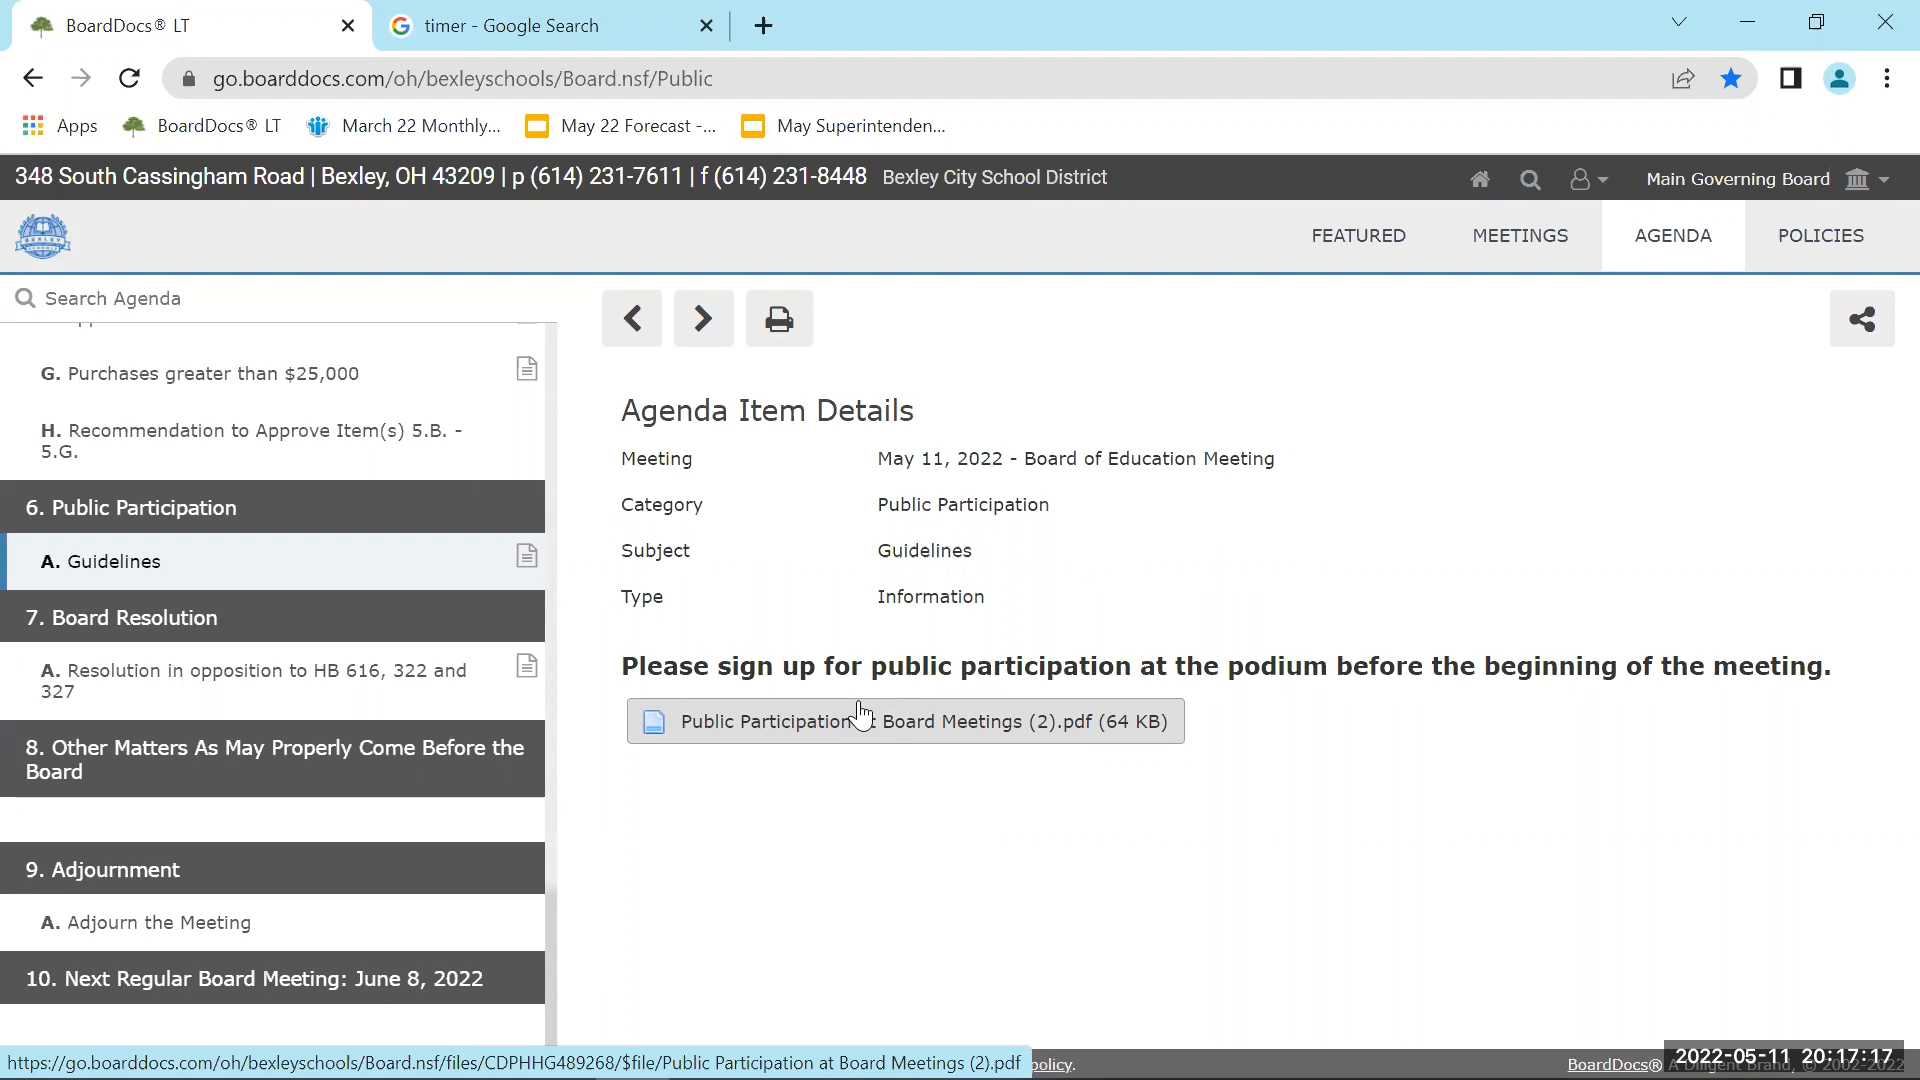 BoardDocs® LT
timer - Google Search
go.boarddocs.com/oh/bexleyschools/Board.nsf/Public
Apps
BoardDocs® LT
March 22 Monthly...
May 22 Forecast -...
May Superintenden...
348 South Cassingham Road | Bexley, OH 43209 | p (614) 231-7611 | f (614) 231-8448 Bexley City School District
Main Governing Board
FEATURED
MEETINGS
AGENDA
POLICIES
Search Agenda
G. Purchases greater than $25,000
H. Recommendation to Approve Item(s) 5.B. -
5.G.
6. Public Participation
A. Guidelines
7. Board Resolution
A. Resolution in opposition to HB 616, 322 and
327
8. Other Matters As May Properly Come Before the
Board
9. Adjournment
A. Adjourn the Meeting
10. Next Regular Board Meeting: June 8, 2022
Agenda Item Details
Meeting May 11, 2022 - Board of Education Meeting
Category Public Participation
Subject Guidelines
Type Information
Please sign up for public participation at the podium before the beginning of the meeting.
Public Participation Board Meetings (2).pdf (64 KB)
https://go.boarddocs.com/oh/bexleyschools/Board.nsf/files/CDPHHG489268/$file/Public Participation at Board Meetings (2).pdf
policy.
BoardDocs® A Diligent Brand, © 2002-2022
2022-05-11 20:17:17